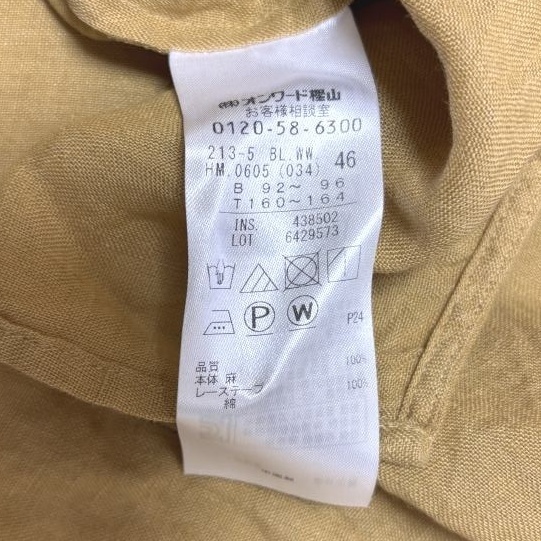 ㈱オンワード樫山
お客様相談室
0120-58-6300
213-5 BL.WW
HM.0605 (034) 46
B 92～ 96
T 160～164
INS. 438502
LOT 6429573
P W P24
品質
本体 麻 100%
レーステープ
綿 100%